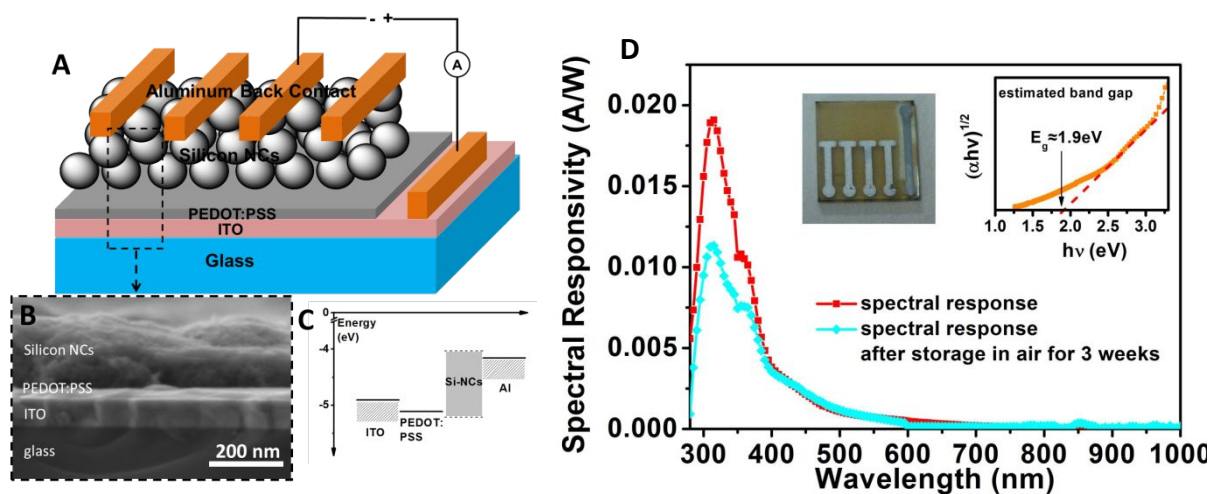 A
- +
A
Aluminum Back Contact
Silicon NCs
PEDOT:PSS
ITO
Glass
B
Silicon NCs
PEDOT:PSS
ITO
glass
200 nm
C
0
Energy
(eV)
-4
-5
ITO
PEDOT:
PSS
Si-NCs
Al
D
Spectral Responsivity (A/W)
0.020
0.015
0.010
0.005
0.000
300 400 500 600 700 800 900 1000
Wavelength (nm)
spectral response
spectral response
after storage in air for 3 weeks
estimated band gap
E_g≈1.9eV
(αhν)^1/2
1.0 1.5 2.0 2.5 3.0
hν (eV)